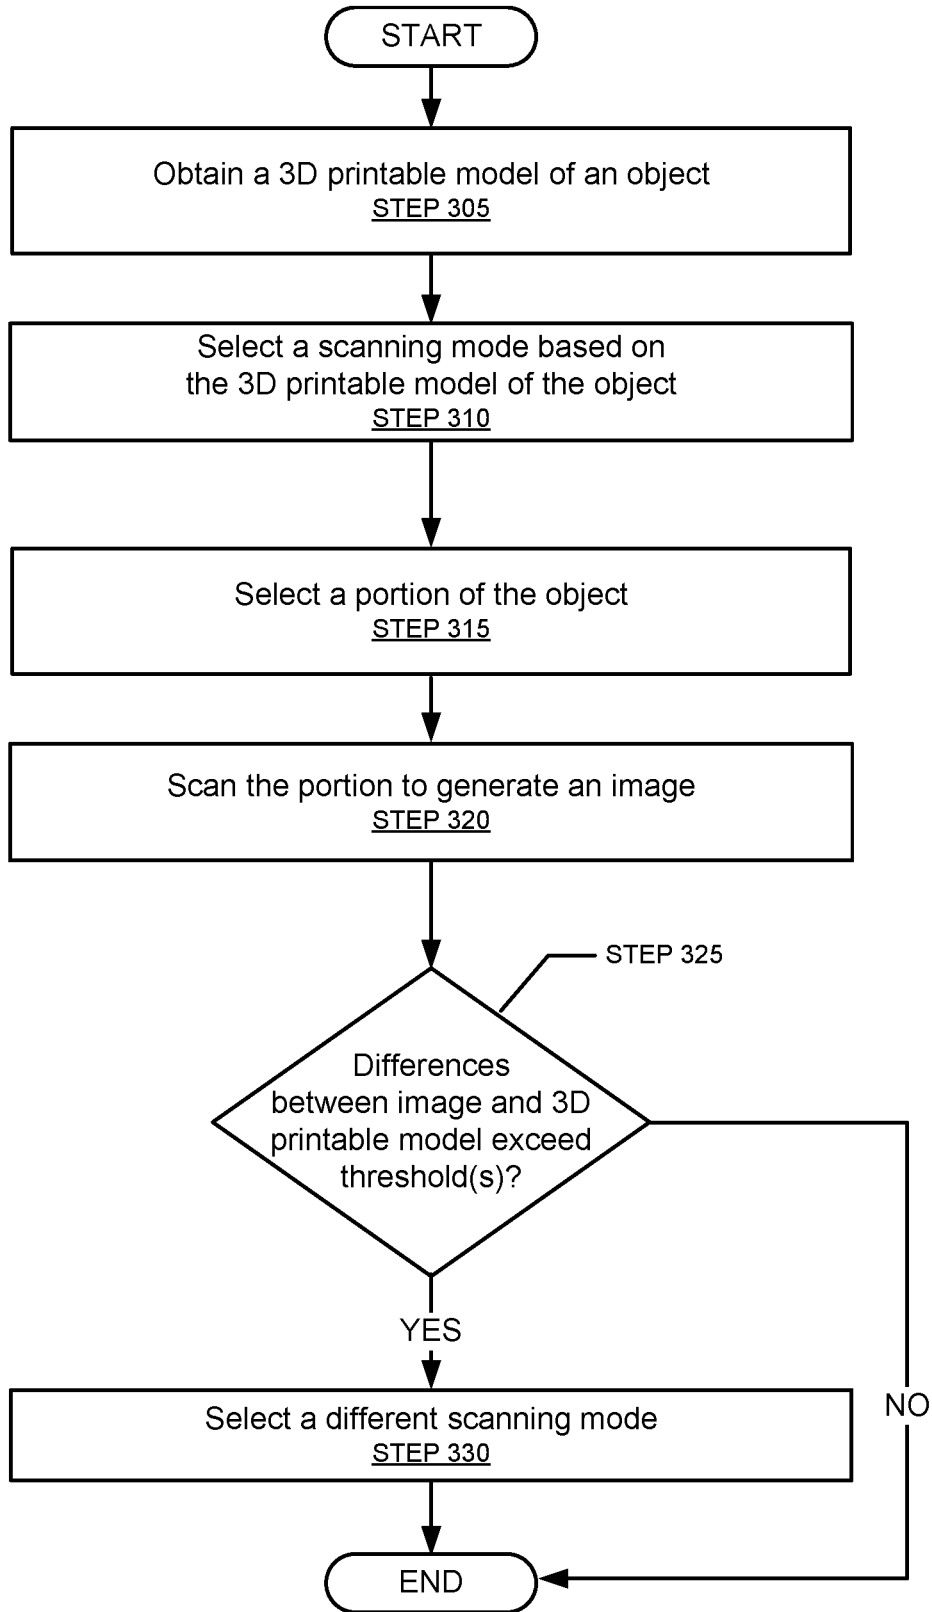 START
Obtain a 3D printable model of an object
STEP 305
Select a scanning mode based on
the 3D printable model of the object
STEP 310
Select a portion of the object
STEP 315
Scan the portion to generate an image
STEP 320
STEP 325
Differences
between image and 3D
printable model exceed
threshold(s)?
YES
NO
Select a different scanning mode
STEP 330
END